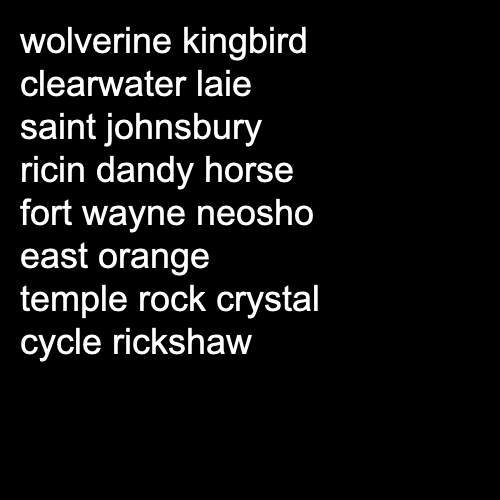 wolverine kingbird
clearwater laie
saint johnsbury
ricin dandy horse
fort wayne neosho
east orange
temple rock crystal
cycle rickshaw